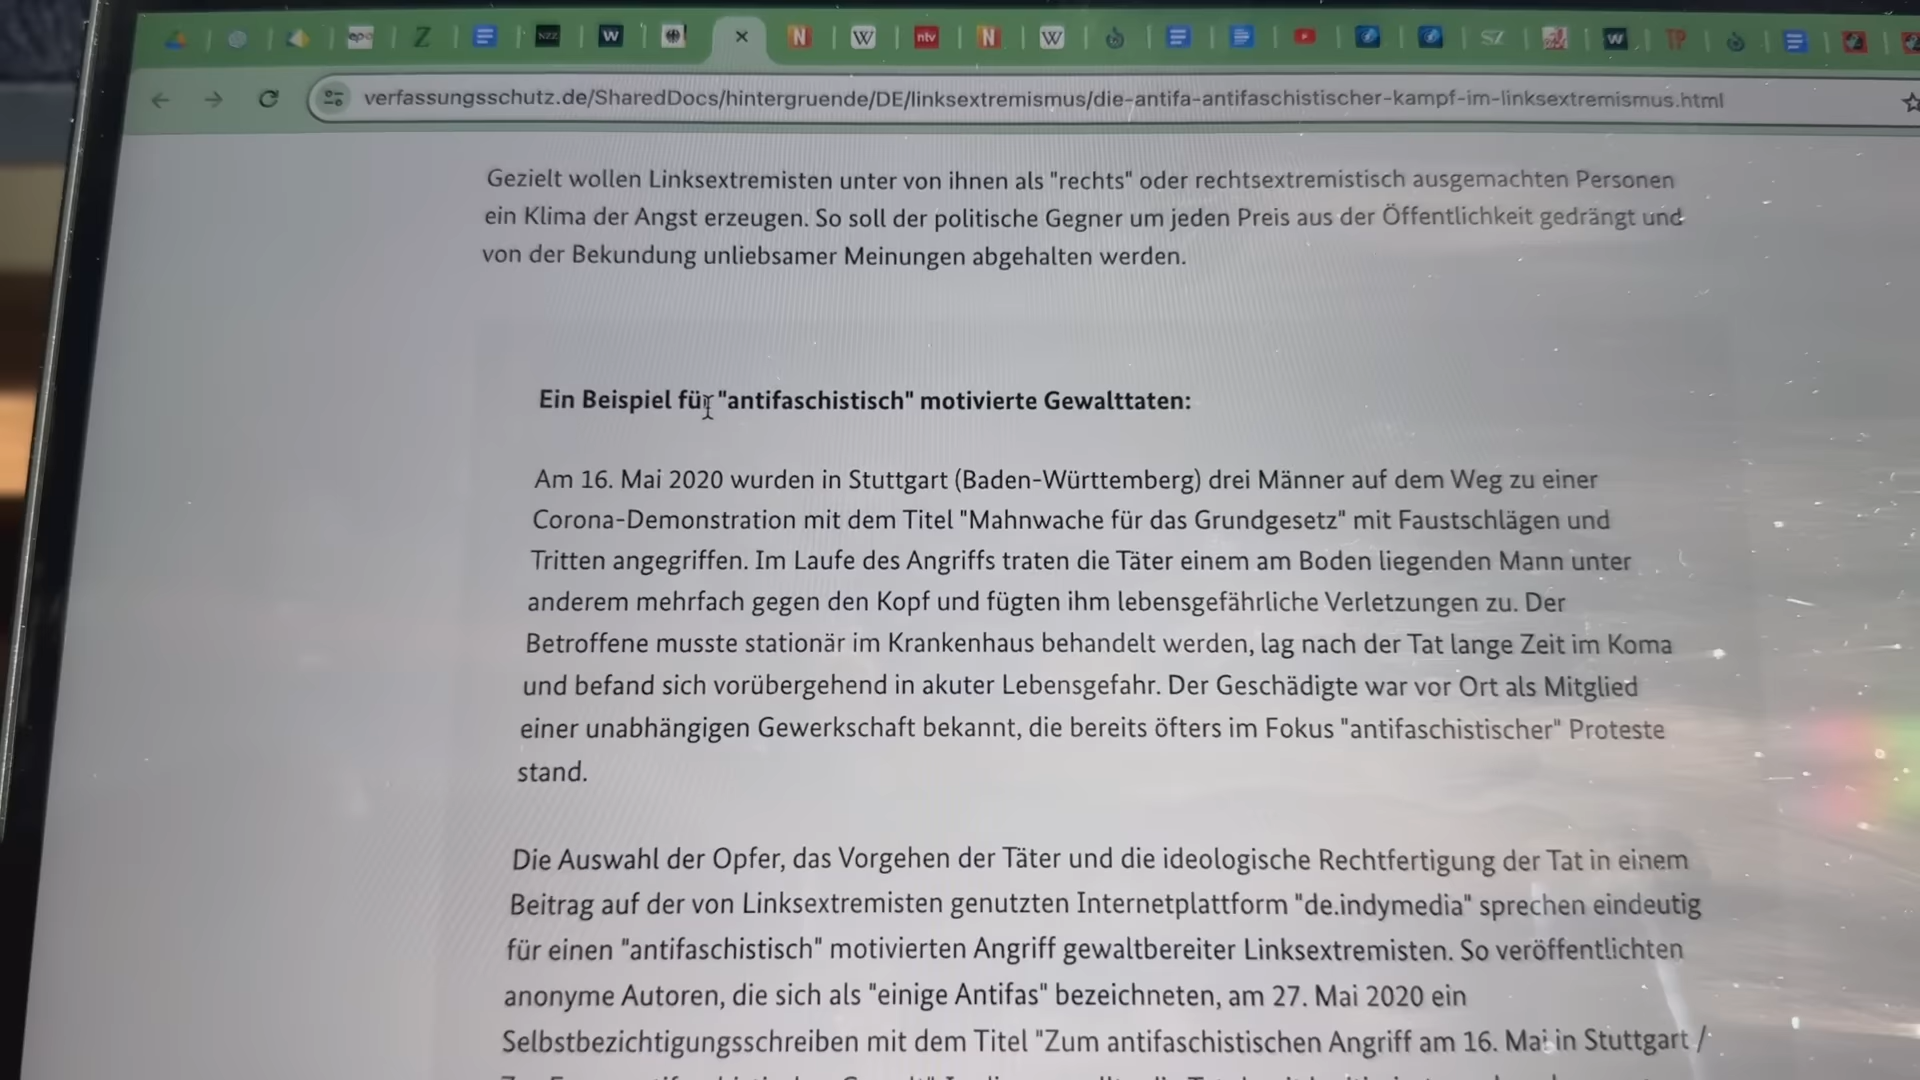 epo
Z
NZZ
W
N
W
ntv
N
W
SZ
W
TP
verfassungsschutz.de/SharedDocs/hintergruende/DE/linksextremismus/die-antifa-antifaschistischer-kampf-im-linksextremismus.html
Gezielt wollen Linksextremisten unter von ihnen als "rechts" oder rechtsextremistisch ausgemachten Personen
ein Klima der Angst erzeugen. So soll der politische Gegner um jeden Preis aus der Öffentlichkeit gedrängt und
von der Bekundung unliebsamer Meinungen abgehalten werden.
Ein Beispiel für "antifaschistisch" motivierte Gewalttaten:
Am 16. Mai 2020 wurden in Stuttgart (Baden-Württemberg) drei Männer auf dem Weg zu einer
Corona-Demonstration mit dem Titel "Mahnwache für das Grundgesetz" mit Faustschlägen und
Tritten angegriffen. Im Laufe des Angriffs traten die Täter einem am Boden liegenden Mann unter
anderem mehrfach gegen den Kopf und fügten ihm lebensgefährliche Verletzungen zu. Der
Betroffene musste stationär im Krankenhaus behandelt werden, lag nach der Tat lange Zeit im Koma
und befand sich vorübergehend in akuter Lebensgefahr. Der Geschädigte war vor Ort als Mitglied
einer unabhängigen Gewerkschaft bekannt, die bereits öfters im Fokus "antifaschistischer" Proteste
stand.
Die Auswahl der Opfer, das Vorgehen der Täter und die ideologische Rechtfertigung der Tat in einem
Beitrag auf der von Linksextremisten genutzten Internetplattform "de.indymedia" sprechen eindeutig
für einen "antifaschistisch" motivierten Angriff gewaltbereiter Linksextremisten. So veröffentlichten
anonyme Autoren, die sich als "einige Antifas" bezeichneten, am 27. Mai 2020 ein
Selbstbezichtigungsschreiben mit dem Titel "Zum antifaschistischen Angriff am 16. Mai in Stuttgart /